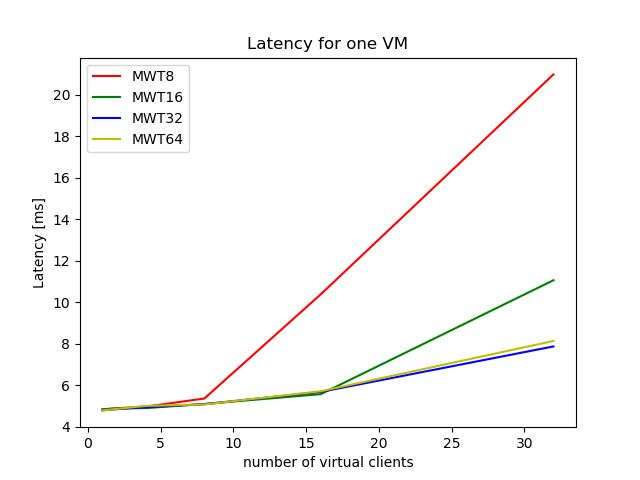 Latency for one VM
MWT8
MWT16
MWT32
MWT64
Latency [ms]
20
18
16
14
12
10
8
6
4
0 5 10 15 20 25 30
number of virtual clients